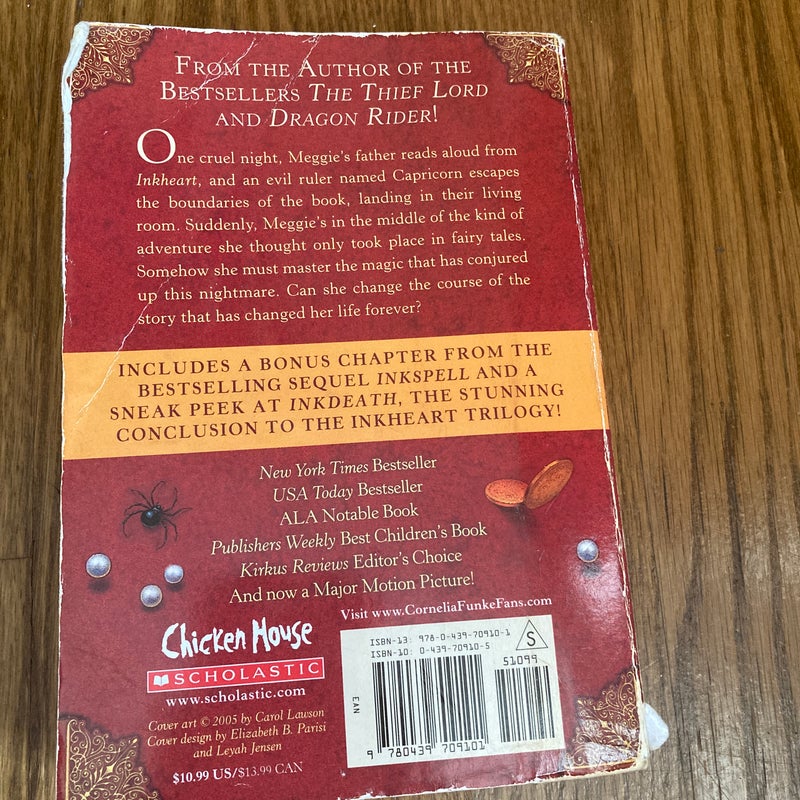 FROM THE AUTHOR OF THE
BESTSELLERS THE THIEF LORD
AND DRAGON RIDER!
One cruel night, Meggie's father reads aloud from
Inkheart, and an evil ruler named Capricorn escapes
the boundaries of the book, landing in their living
room. Suddenly, Meggie's in the middle of the kind of
adventure she thought only took place in fairy tales.
Somehow she must master the magic that has conjured
up this nightmare. Can she change the course of the
story that has changed her life forever?
INCLUDES A BONUS CHAPTER FROM THE
BESTSELLING SEQUEL INKSPELL AND A
SNEAK PEEK AT INKDEATH, THE STUNNING
CONCLUSION TO THE INKHEART TRILOGY!
New York Times Bestseller
USA Today Bestseller
ALA Notable Book
Publishers Weekly Best Children's Book
Kirkus Reviews Editor's Choice
And now a Major Motion Picture!
Visit www.CorneliaFunkeFans.com
Chicken House
SCHOLASTIC
www.scholastic.com
Cover art © 2005 by Carol Lawson
Cover design by Elizabeth B. Parisi
and Leyah Jensen
$10.99 US/$13.99 CAN
ISBN-13: 978-0-439-70910-1
ISBN-10: 0-439-70910-5
S
51099
EAN
9 780439 709101